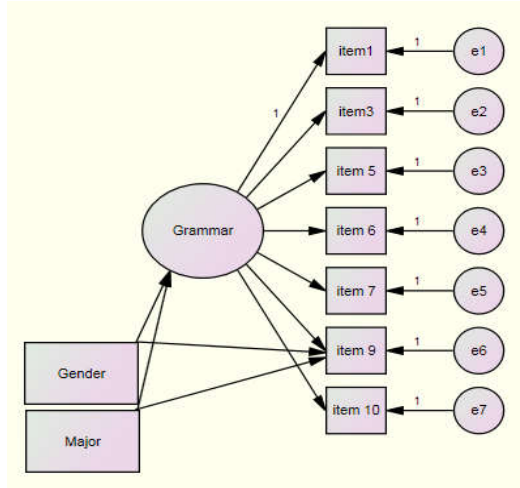 item1
1
e1
item3
1
e2
1
item 5
1
e3
Grammar
item 6
1
e4
item 7
1
e5
Gender
item 9
1
e6
Major
item 10
1
e7